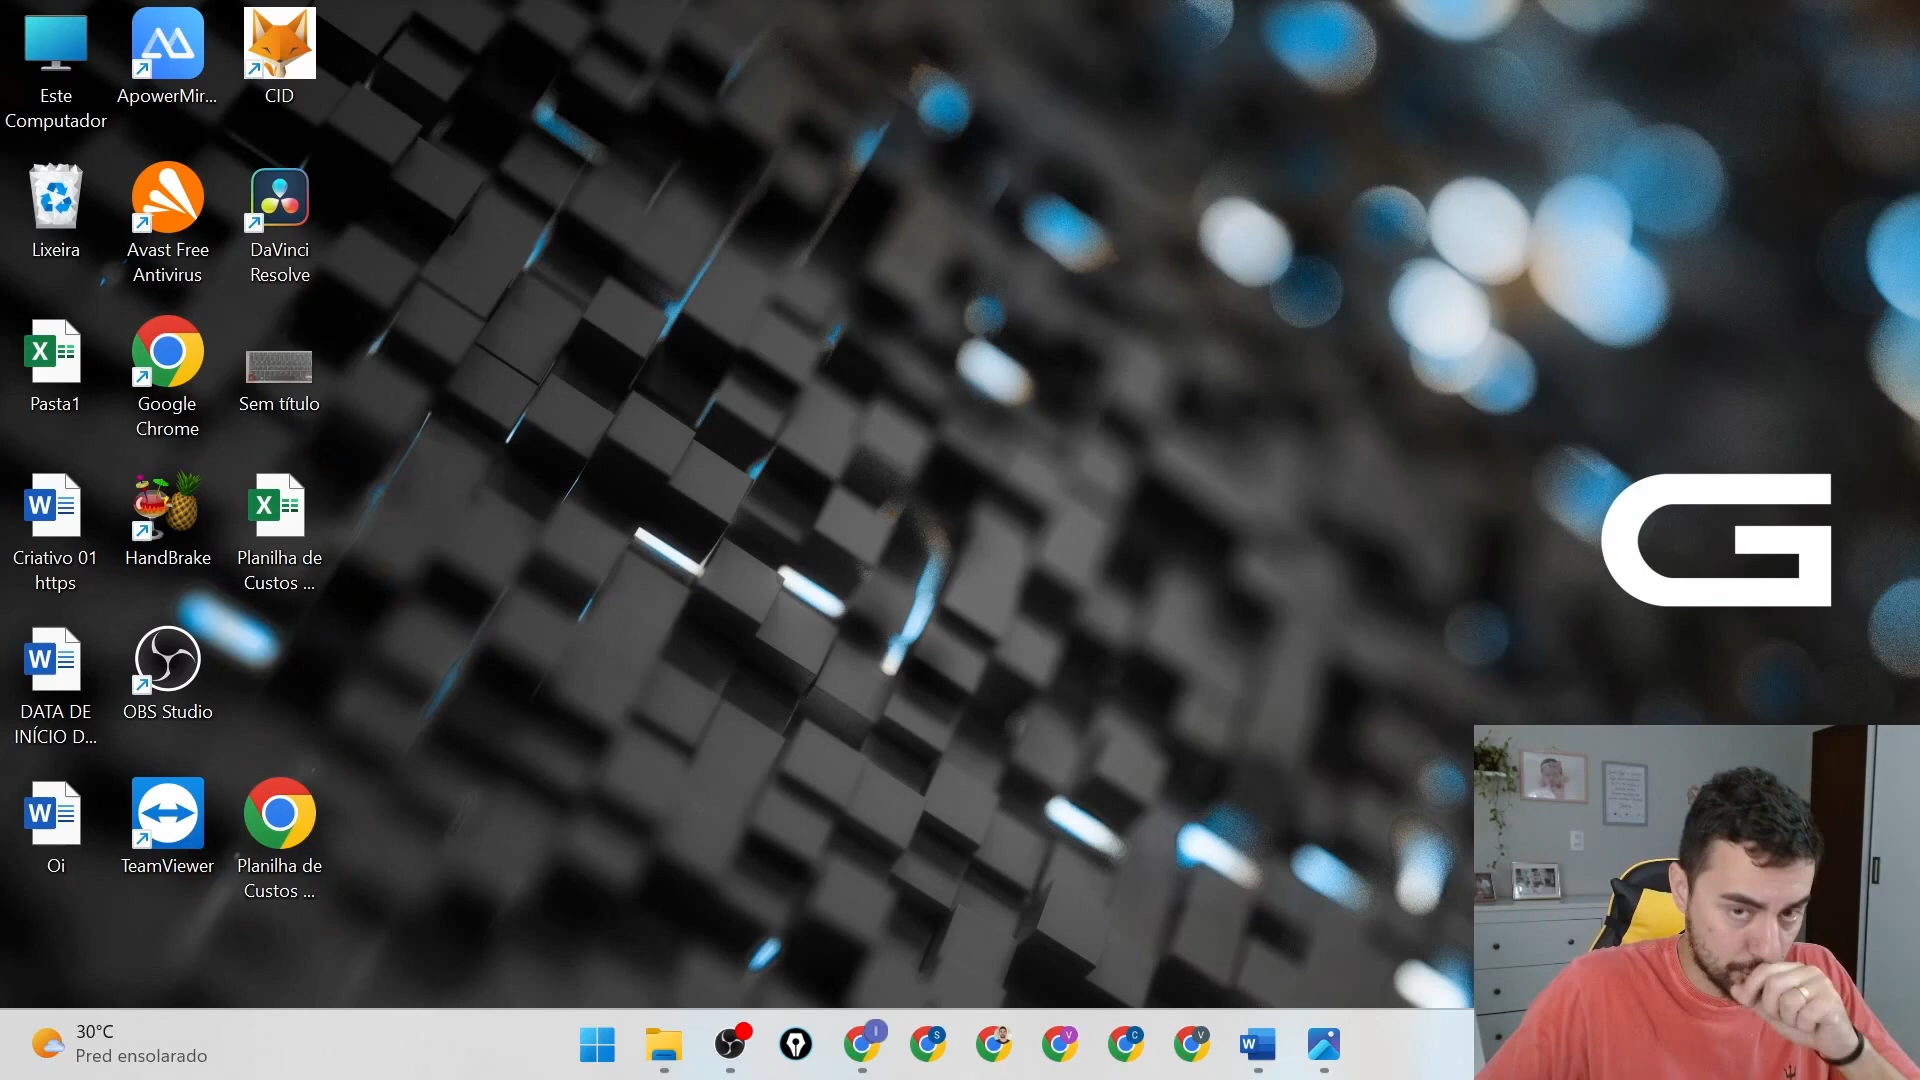 Este
Computador
ApowerMir...
CID
Lixeira
Avast Free
Antivirus
DaVinci
Resolve
Pasta1
Google
Chrome
Sem título
Criativo 01
https
HandBrake
Planilha de
Custos ...
DATA DE
INÍCIO D...
OBS Studio
Oi
TeamViewer
Planilha de
Custos ...
G
30°C
Pred ensolarado